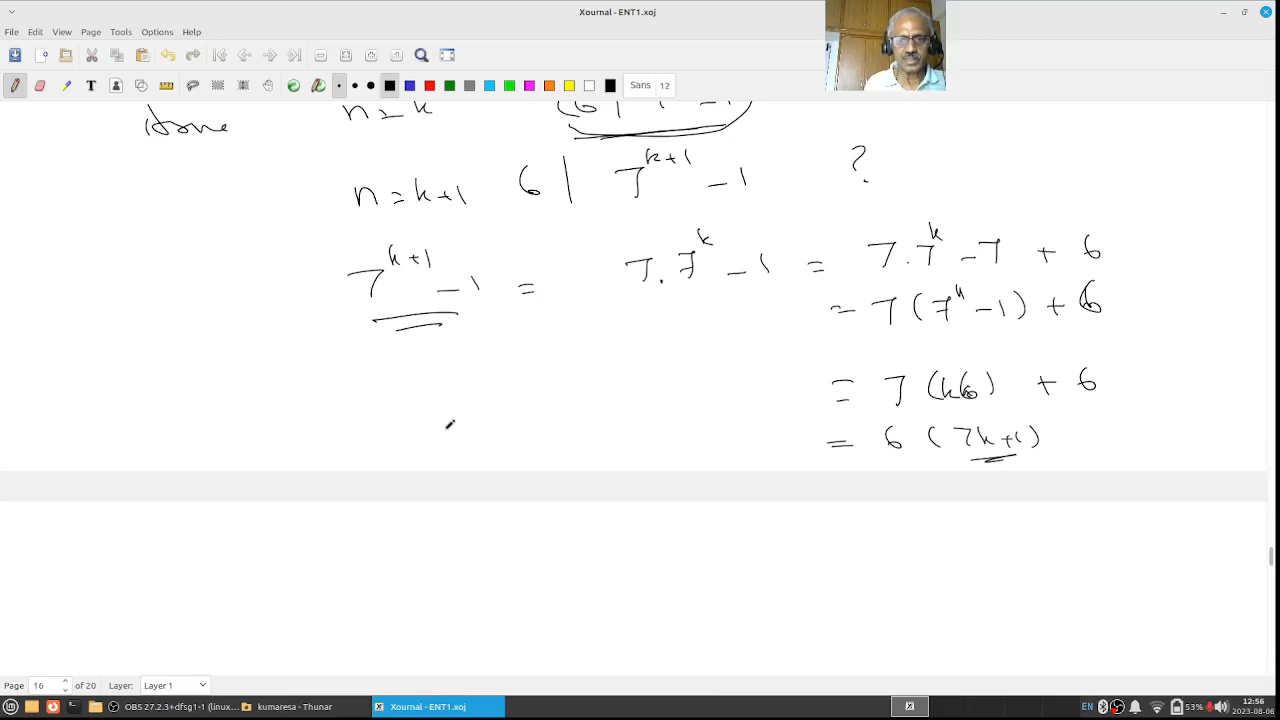 Xournal - ENT1.xoj
File Edit View Page Tools Options Help
Sans 12
n = k
n = k+1 6 | 7^{k+1} - 1 ?
7^{k+1} - 1 = 7.7^k - 1 = 7.7^k - 7 + 6
= 7(7^k - 1) + 6
= 7(k6) + 6
= 6(7k+1)
Page 16 of 20 Layer: Layer 1
OBS 27.2.3+dfsg1-1 (linux... kumaresa - Thunar Xournal - ENT1.xoj EN 53% 12:56
2023-08-06